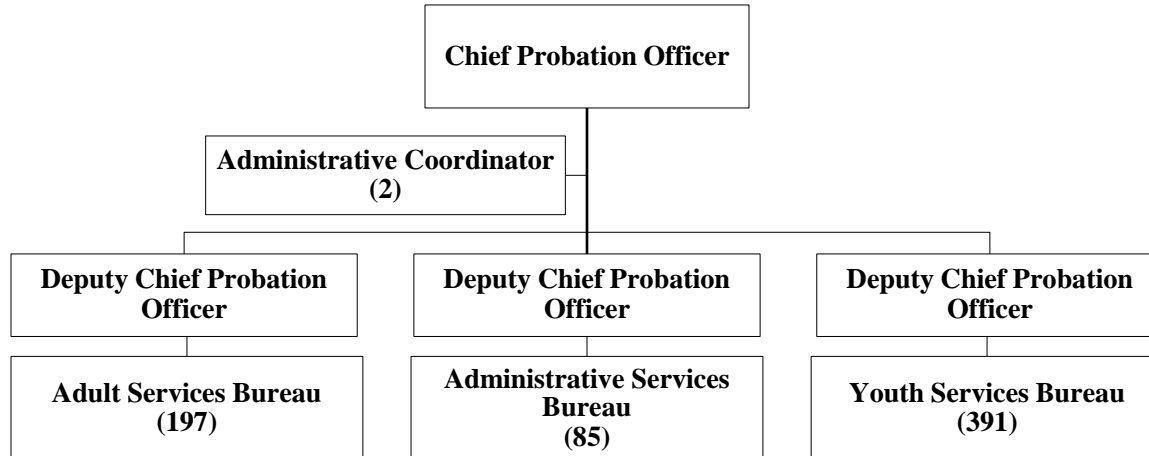 Chief Probation Officer
Administrative Coordinator
(2)
Deputy Chief Probation
Officer
Deputy Chief Probation
Officer
Deputy Chief Probation
Officer
Adult Services Bureau
(197)
Administrative Services
Bureau
(85)
Youth Services Bureau
(391)